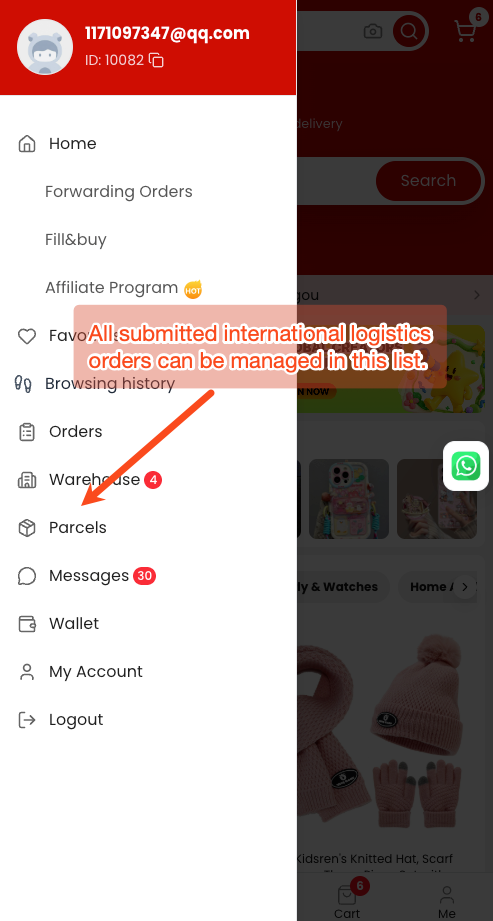 1171097347@qq.com
ID: 10082
6
delivery
Search
Home
Forwarding Orders
Fill&buy
Affiliate Program HOT
you
All submitted international logistics
orders can be managed in this list.
Browsing history
N NOW
Orders
Warehouse 4
Parcels
Messages 30
ly & Watches
Home
Wallet
My Account
Logout
Kidsren's Knitted Hat, Scarf
6
Cart
Me